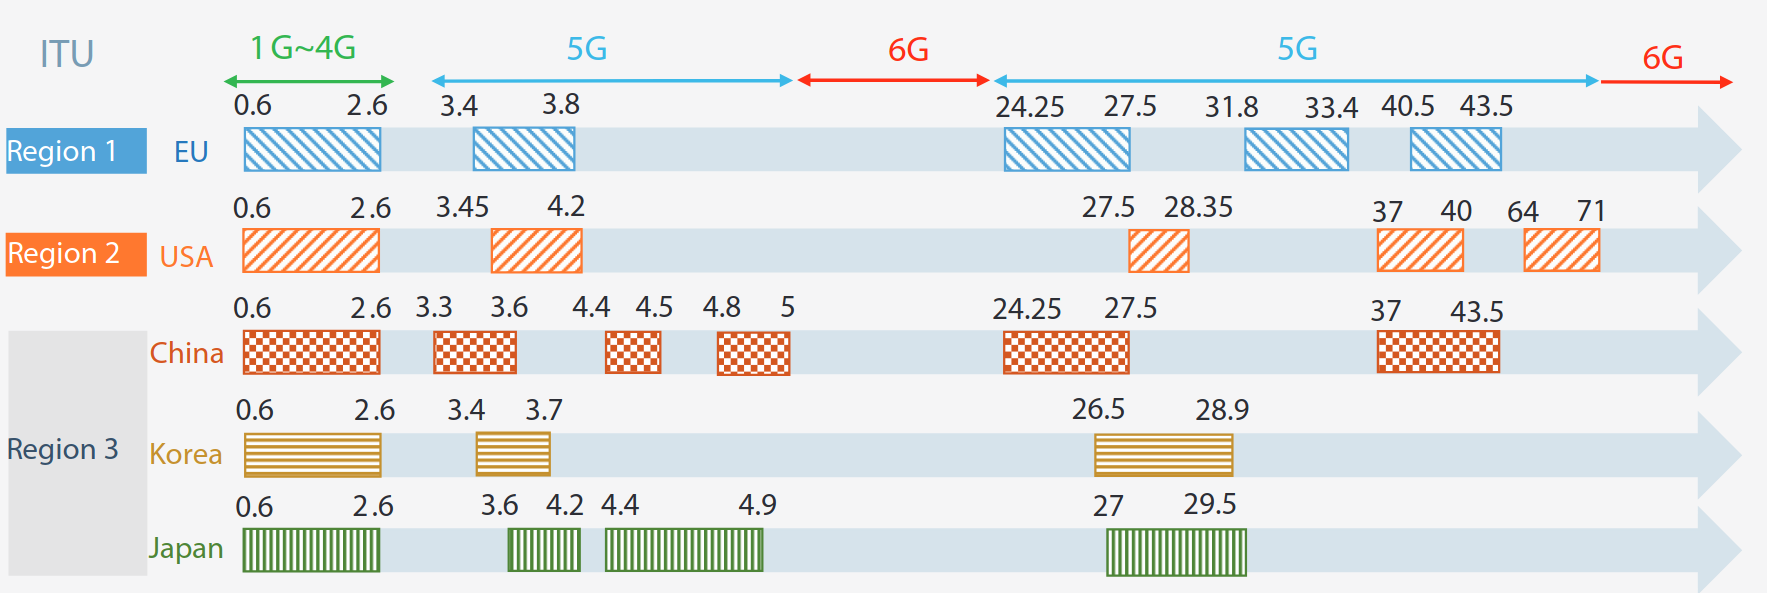 ITU 1G~4G 5G 6G 5G 6G
0.6 2.6 3.4 3.8 24.25 27.5 31.8 33.4 40.5 43.5
Region 1 EU
0.6 2.6 3.45 4.2 27.5 28.35 37 40 64 71
Region 2 USA
0.6 2.6 3.3 3.6 4.4 4.5 4.8 5 24.25 27.5 37 43.5
China
0.6 2.6 3.4 3.7 26.5 28.9
Region 3 Korea
0.6 2.6 3.6 4.2 4.4 4.9 27 29.5
Japan